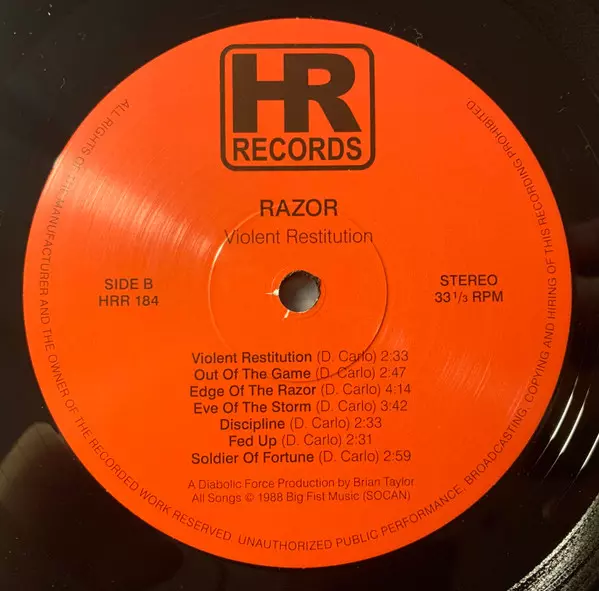 HR
RECORDS
RAZOR
Violent Restitution
SIDE B
HRR 184
STEREO
33 1/3 RPM
Violent Restitution (D. Carlo) 2:33
Out Of The Game (D. Carlo) 2:47
Edge Of The Razor (D. Carlo) 4:14
Eve Of The Storm (D. Carlo) 3:42
Discipline (D. Carlo) 2:33
Fed Up (D. Carlo) 2:31
Soldier Of Fortune (D. Carlo) 2:59
A Diabolic Force Production by Brian Taylor
All Songs © 1988 Big Fist Music (SOCAN)
ALL RIGHTS OF THE MANUFACTURER AND THE OWNER OF THE RECORDED WORK RESERVED. UNAUTHORIZED PUBLIC PERFORMANCE, BROADCASTING, COPYING AND HIRING OF THIS RECORDING PROHIBITED